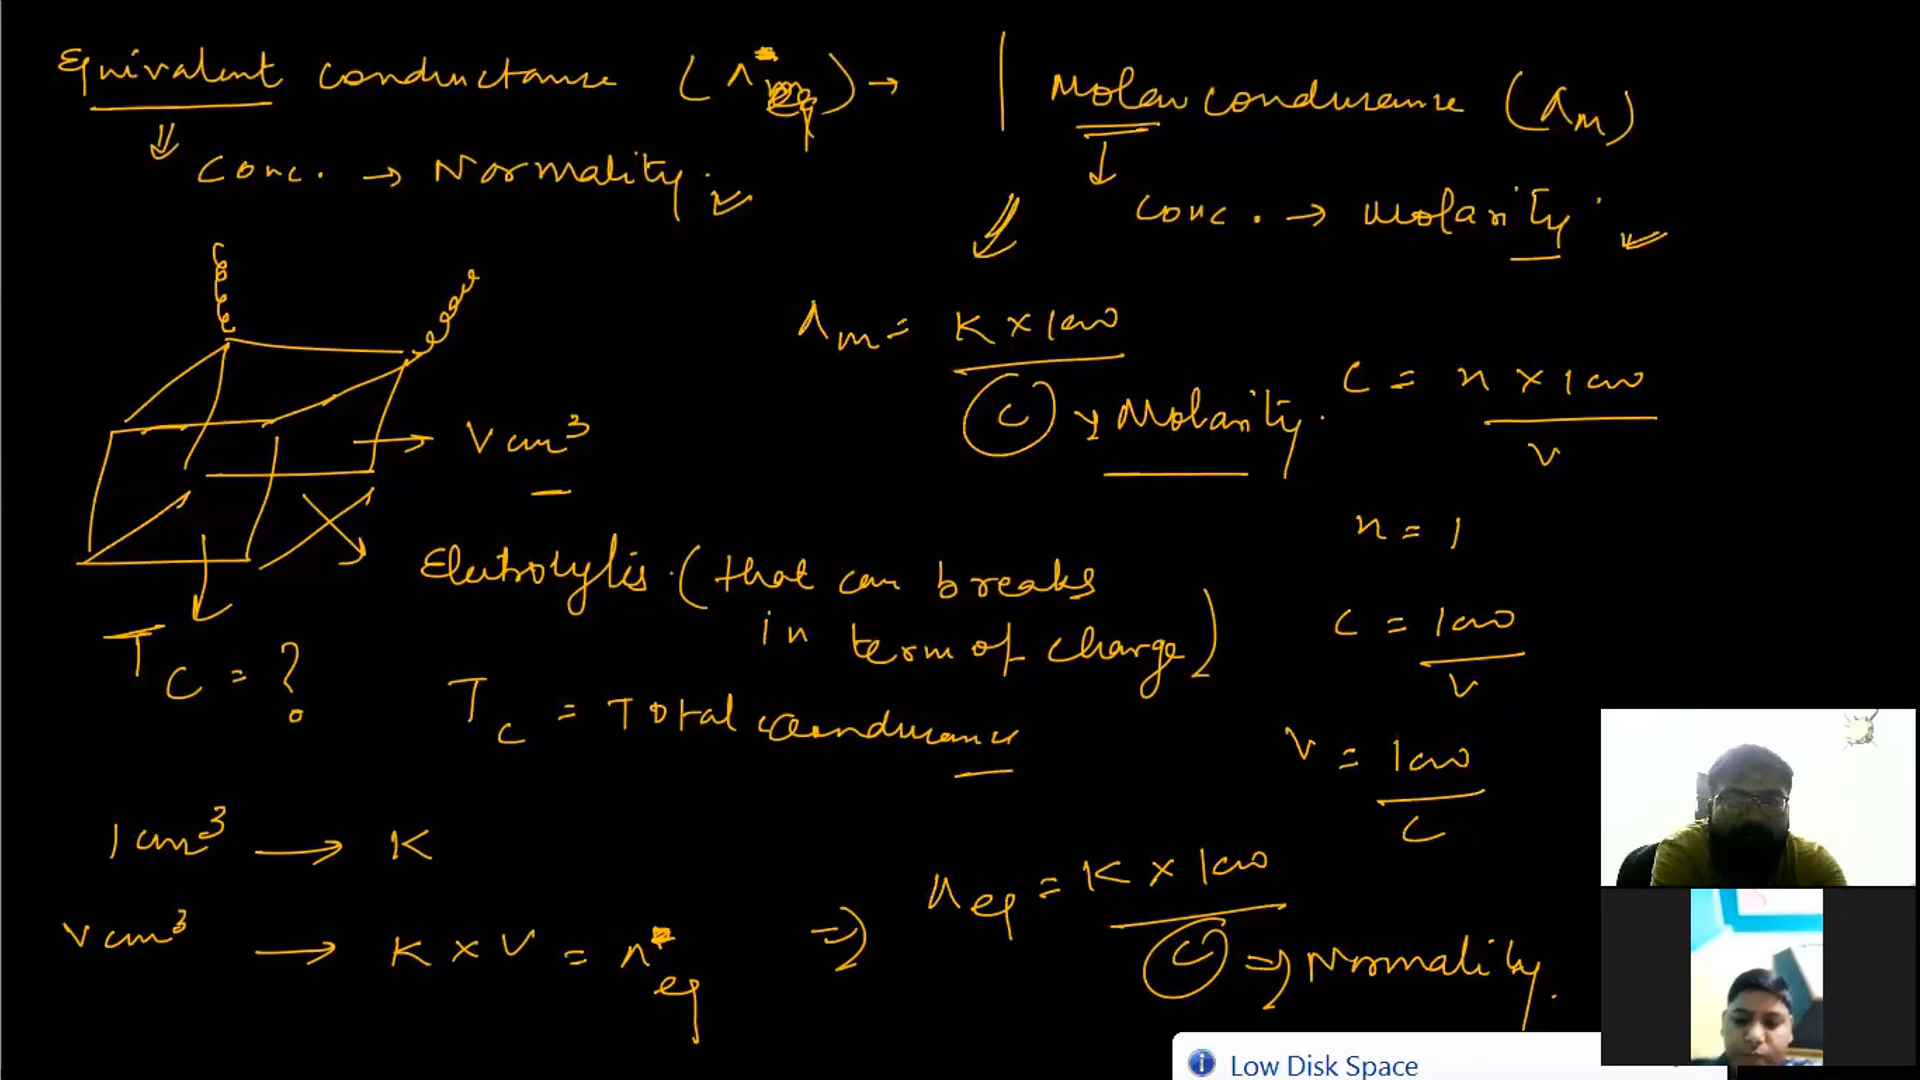 Equivalent conductance (Λeq) →
⇓
conc. → Normality.
| Molar conductance (Λm)
↓
conc. → Molarity
Λm = K × 1000 / C → Molarity.
C = n × 1000 / V
V cm³
n = 1
Electrolytes. (that can breaks
in term of charge)
C = 1000 / V
Tc = ?
Tc = Total conductance
V = 1000 / C
1 cm³ → K
V cm³ → K × V = Λeq
⇒ Λeq = K × 1000 / C ⇒ Normality.
Low Disk Space